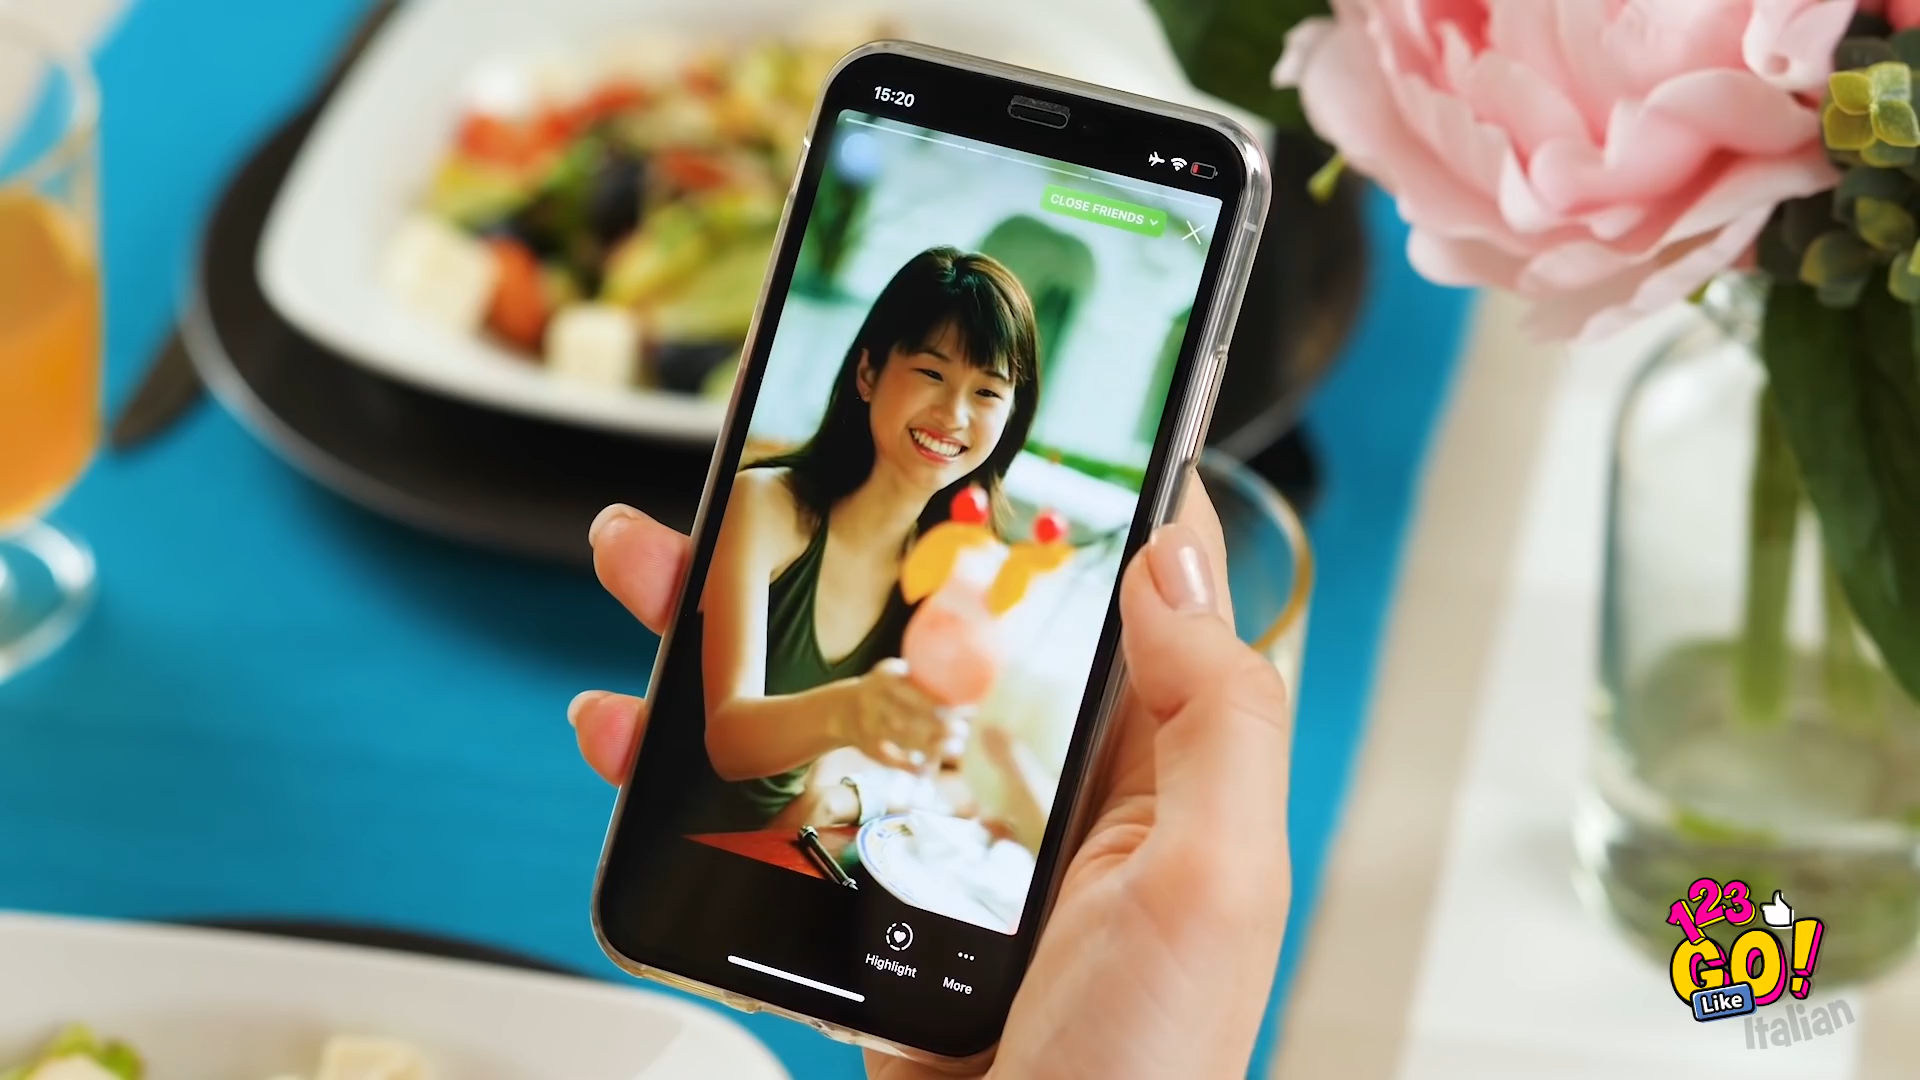 15:20
CLOSE FRIENDS
Highlight
More
123
GO!
Like
Italian